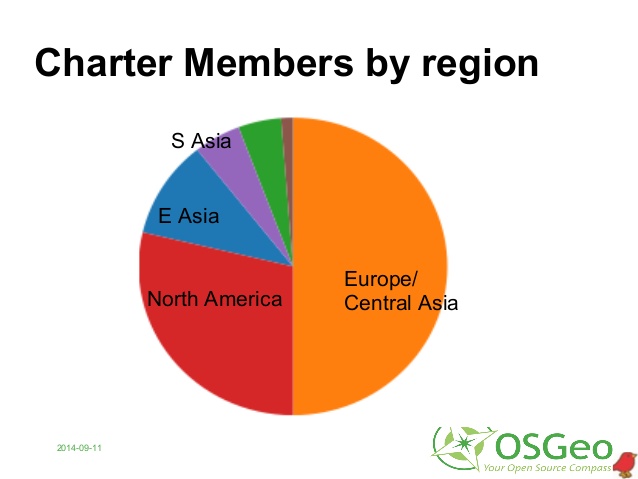 Charter Members by region
S Asia
E Asia
North America
Europe/
Central Asia
2014-09-11
OSGeo
Your Open Source Compass